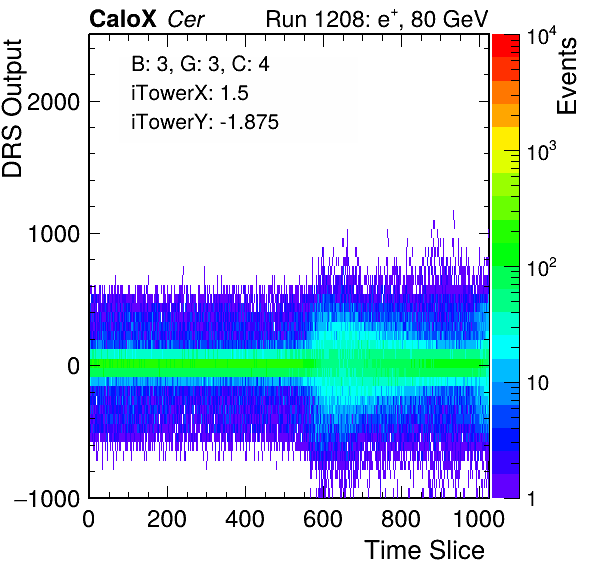 CaloX Cer Run 1208: e⁺, 80 GeV
B: 3, G: 3, C: 4
iTowerX: 1.5
iTowerY: -1.875
DRS Output
2000
1000
0
−1000
0 200 400 600 800 1000
Time Slice
Events
10⁴
10³
10²
10
1